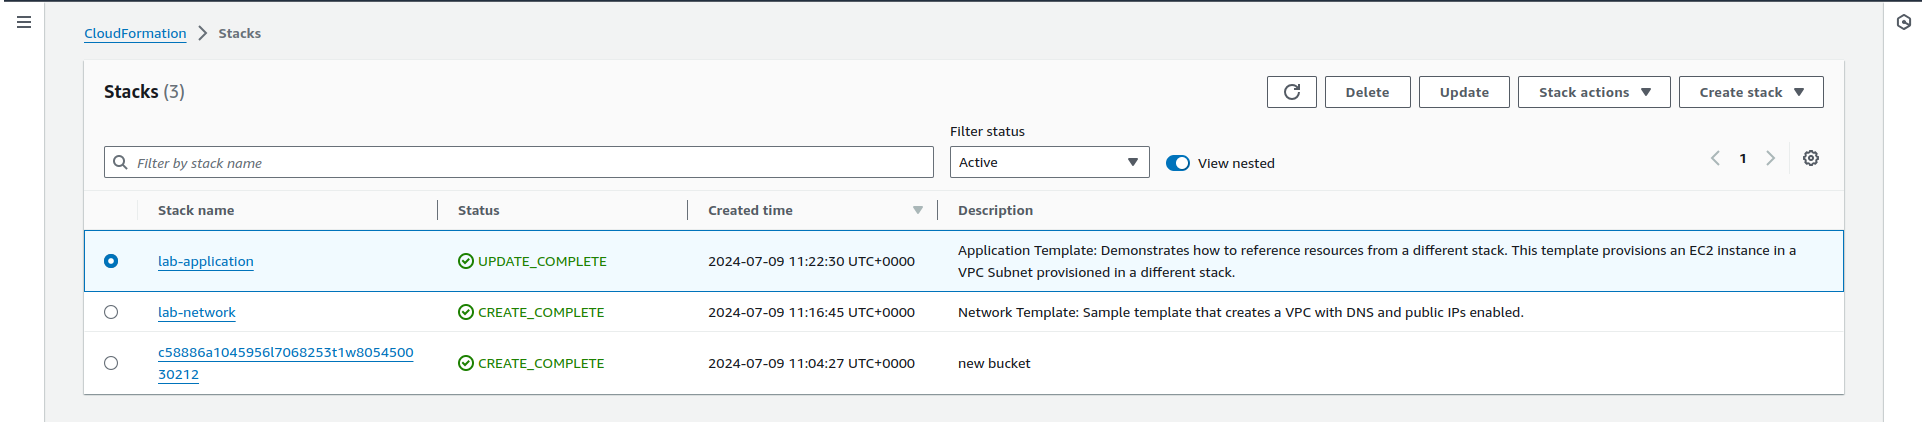 CloudFormation > Stacks
Stacks (3)
Delete
Update
Stack actions
Create stack
Filter status
Filter by stack name
Active
View nested
1
Stack name
Status
Created time
Description
lab-application
UPDATE_COMPLETE
2024-07-09 11:22:30 UTC+0000
Application Template: Demonstrates how to reference resources from a different stack. This template provisions an EC2 instance in a
VPC Subnet provisioned in a different stack.
lab-network
CREATE_COMPLETE
2024-07-09 11:16:45 UTC+0000
Network Template: Sample template that creates a VPC with DNS and public IPs enabled.
c58886a1045956l7068253t1w8054500
30212
CREATE_COMPLETE
2024-07-09 11:04:27 UTC+0000
new bucket